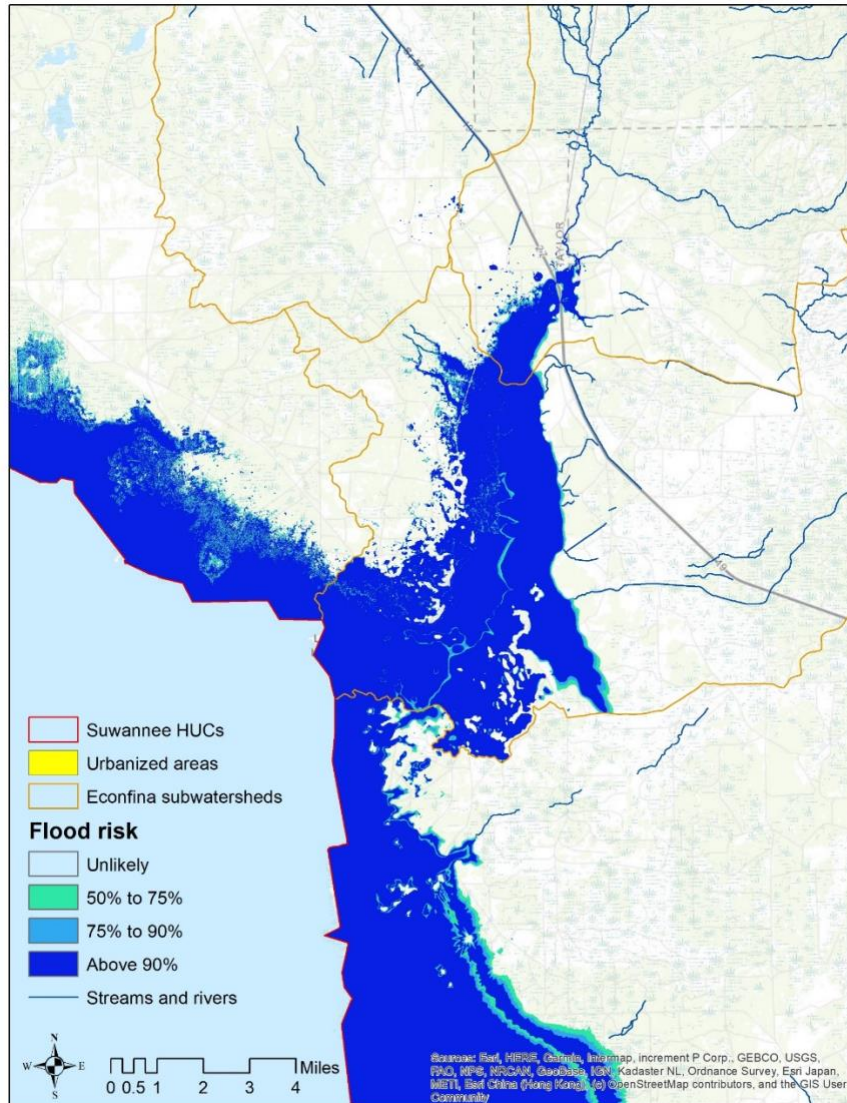 TAYLOR
19
Suwannee HUCs
Urbanized areas
Econfina subwatersheds
Flood risk
Unlikely
50% to 75%
75% to 90%
Above 90%
Streams and rivers
N
W E
S
Miles
0 0.5 1 2 3 4
Sources: Esri, HERE, Garmin, Intermap, increment P Corp., GEBCO, USGS,
FAO, NPS, NRCAN, GeoBase, IGN, Kadaster NL, Ordnance Survey, Esri Japan,
METI, Esri China (Hong Kong), (c) OpenStreetMap contributors, and the GIS User
Community